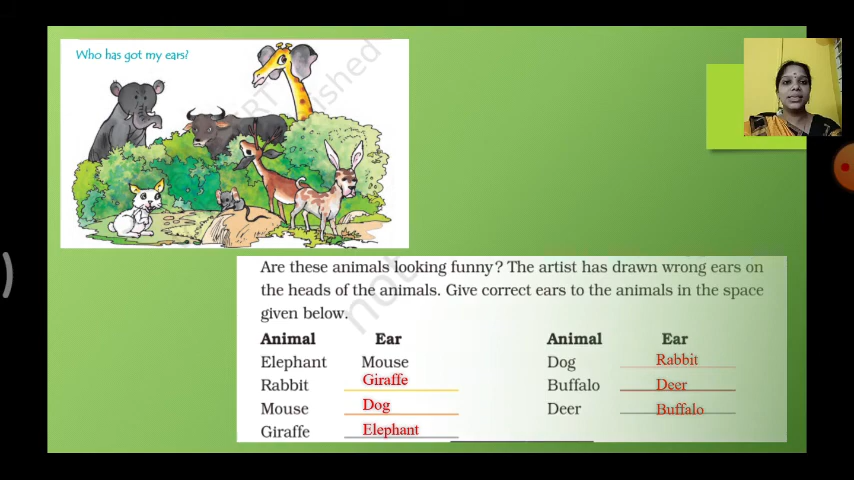 Who has got my ears?
Are these animals looking funny? The artist has drawn wrong ears on
the heads of the animals. Give correct ears to the animals in the space
given below.
Animal Ear Animal Ear
Elephant Mouse Dog Rabbit
Rabbit Giraffe Buffalo Deer
Mouse Dog Deer Buffalo
Giraffe Elephant